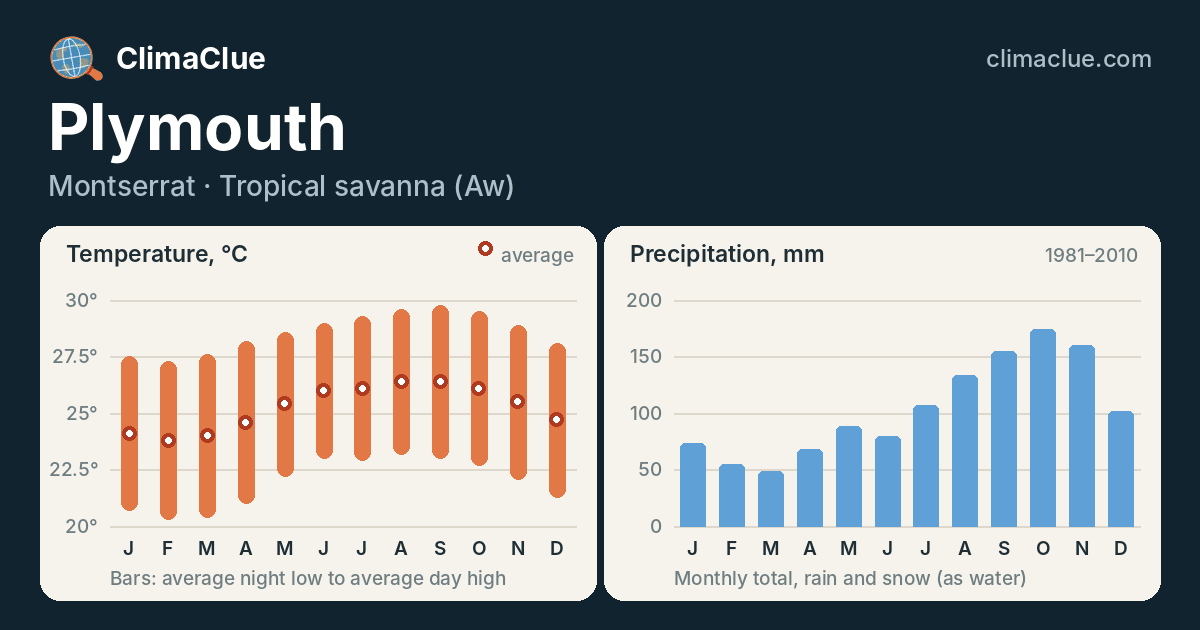 ClimaClue
climaclue.com
Plymouth
Montserrat · Tropical savanna (Aw)
Temperature, °C
average
30°
27.5°
25°
22.5°
20°
J F M A M J J A S O N D
Bars: average night low to average day high
Precipitation, mm
1981–2010
200
150
100
50
0
J F M A M J J A S O N D
Monthly total, rain and snow (as water)